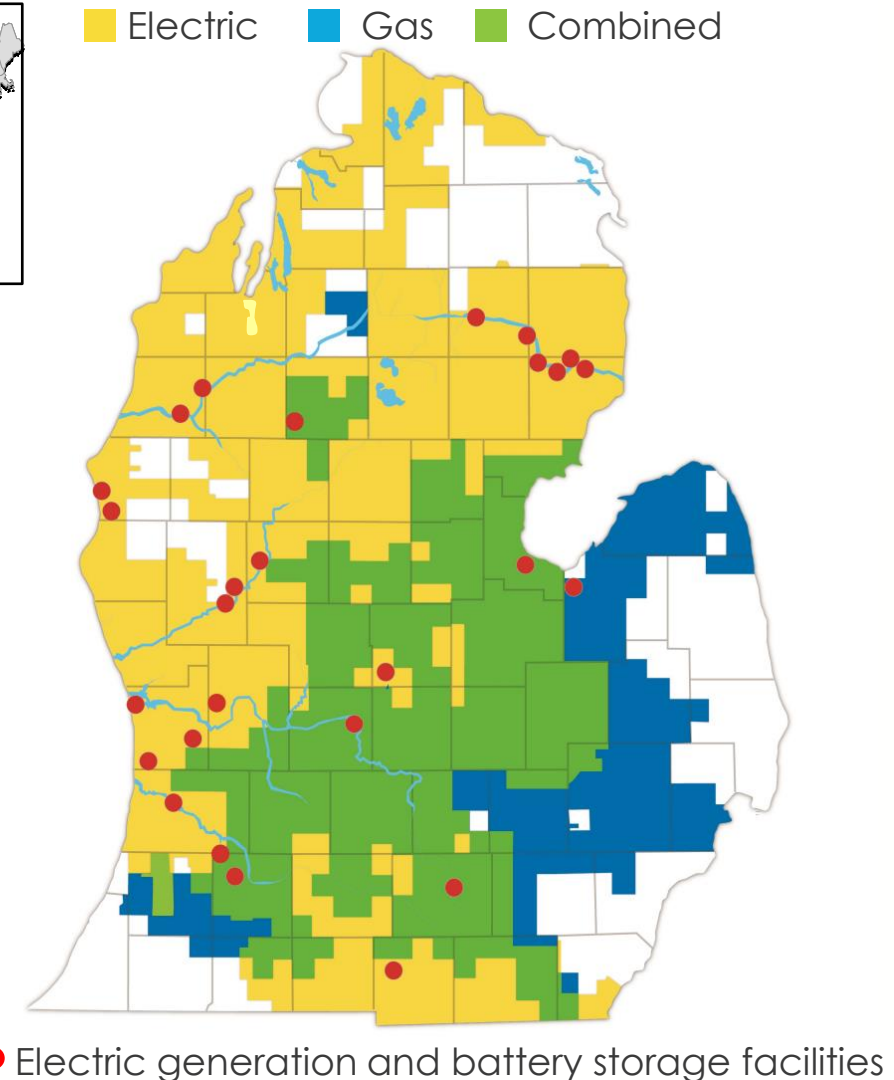 Electric Gas Combined
Electric generation and battery storage facilities